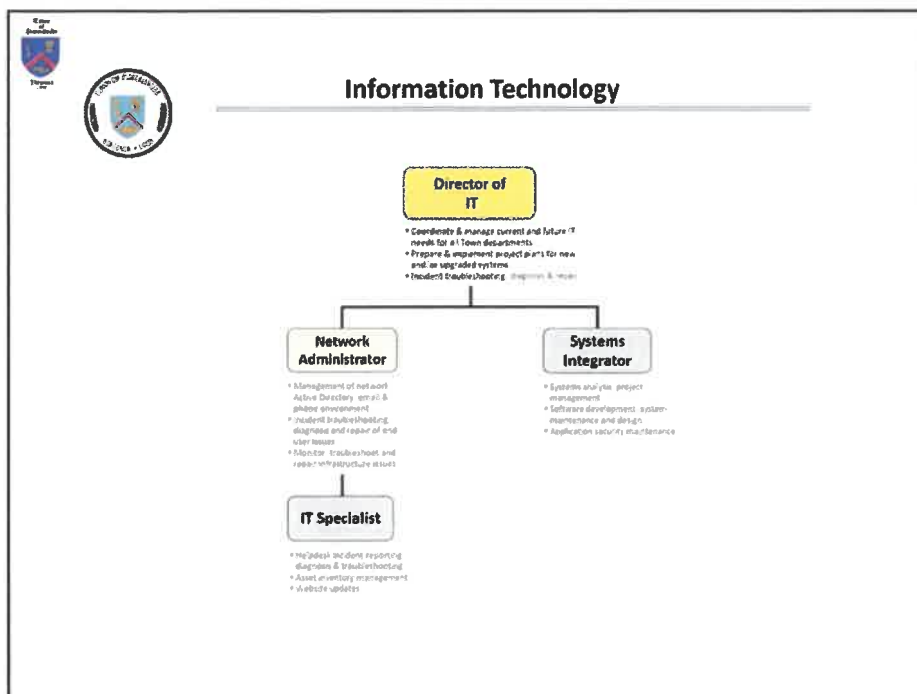 Town
of
Information Technology
Director of
IT
• Coordinate & manage current and future IT
needs for all Town departments
• Prepare & implement project plans for new
and/or upgraded systems
• Incident troubleshooting diagnosis & repair
Network
Administrator
• Management of network
Active Directory email &
phone environment
• Incident troubleshooting
diagnose and repair of end
user issues
• Monitor troubleshoot and
repair infrastructure issues
Systems
Integrator
• Systems analysis project
management
• Software development system
maintenance and design
• Application security maintenance
IT Specialist
• Helpdesk incident reporting
diagnosis & troubleshooting
• Asset inventory management
• Website updates